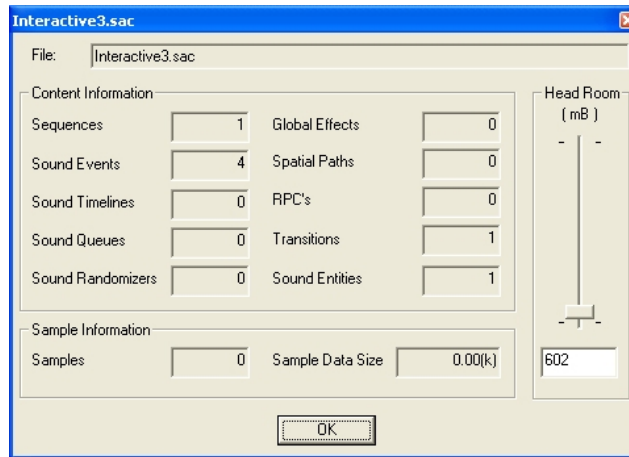 Interactive3.sac
File: Interactive3.sac
Content Information
Sequences 1 Global Effects 0
Sound Events 4 Spatial Paths 0
Sound Timelines 0 RPC's 0
Sound Queues 0 Transitions 1
Sound Randomizers 0 Sound Entities 1
Sample Information
Samples 0 Sample Data Size 0.00(k)
Head Room
( mB )
602
OK